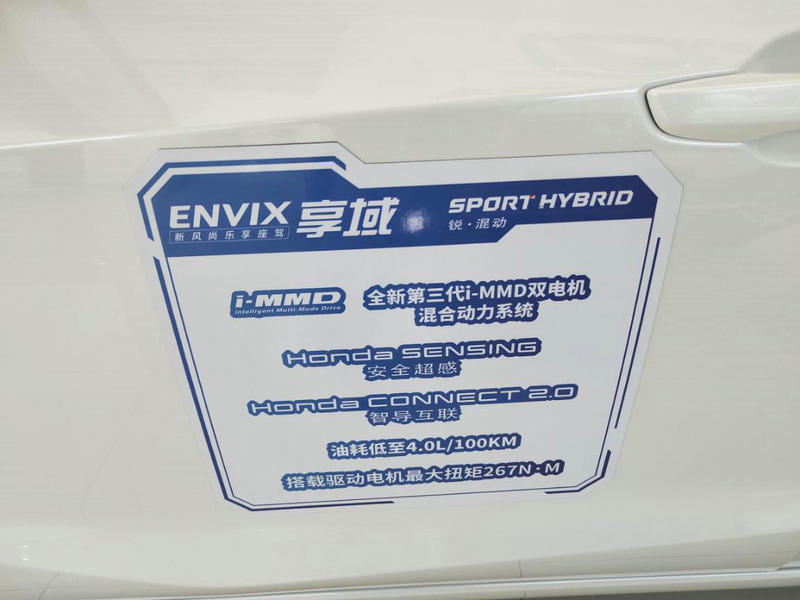 ENVIX 享域
新风尚乐享座驾
SPORT HYBRID
锐·混动
i-MMD
intelligent Multi-Mode Drive
全新第三代i-MMD双电机
混合动力系统
Honda SENSING
安全超感
Honda CONNECT 2.0
智导互联
油耗低至4.0L/100KM
搭载驱动电机最大扭矩267N·M